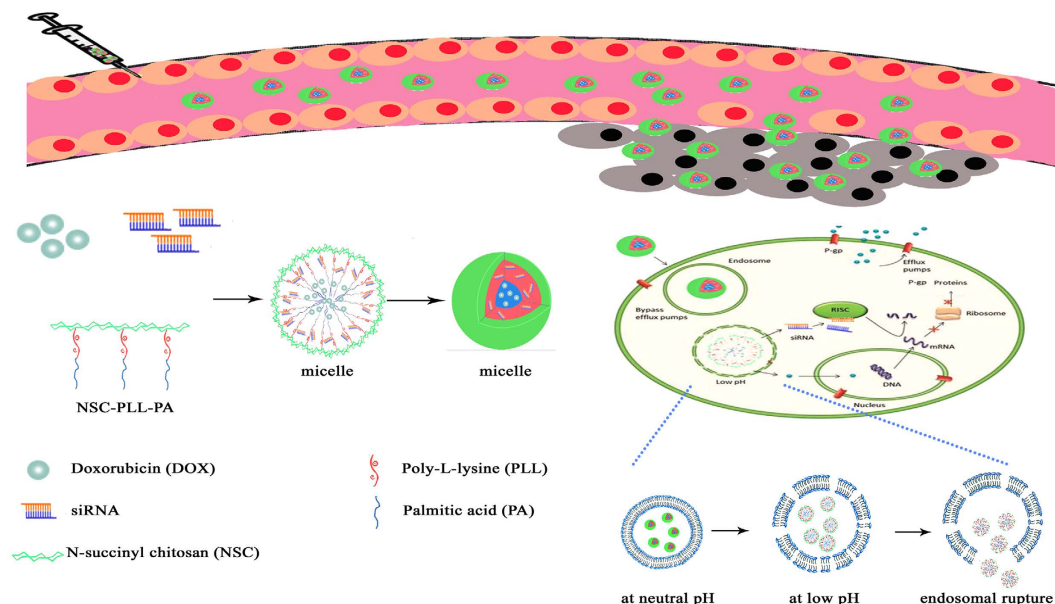 P-gp
Efflux
pumps
Endosome
P-gp Proteins
Bypass
efflux pumps
RISC
Ribosome
siRNA
mRNA
Low pH
DNA
Nucleus
micelle
micelle
NSC-PLL-PA
Doxorubicin (DOX)
Poly-L-lysine (PLL)
siRNA
Palmitic acid (PA)
N-succinyl chitosan (NSC)
at neutral pH
at low pH
endosomal rupture